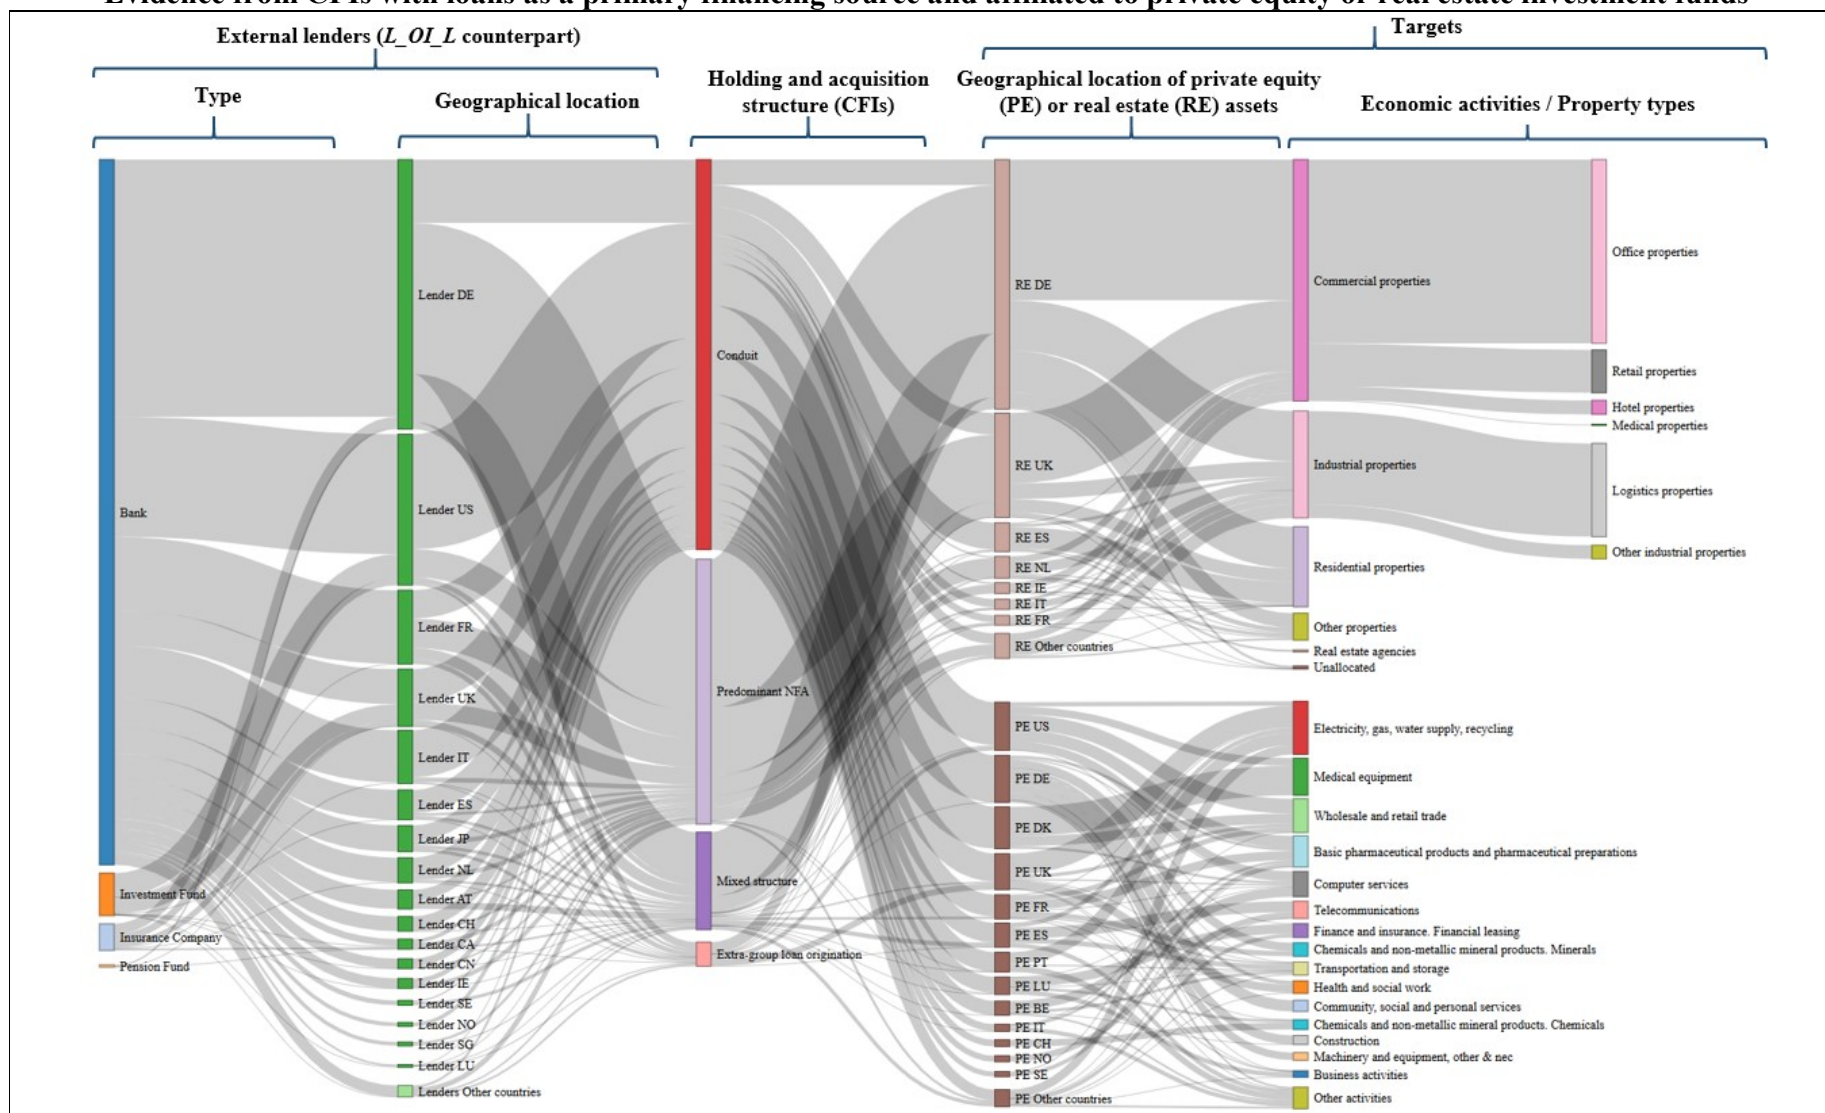 Evidence from CFIs with loans as a primary financing source and affiliated to private equity or real estate investment funds
External lenders (L_OI_L counterpart)
Targets
Type
Geographical location
Holding and acquisition
structure (CFIs)
Geographical location of private equity
(PE) or real estate (RE) assets
Economic activities / Property types
Bank
Investment Fund
Insurance Company
Pension Fund
Lender DE
Lender US
Lender FR
Lender UK
Lender IT
Lender ES
Lender JP
Lender NL
Lender AT
Lender CH
Lender CA
Lender CN
Lender IE
Lender SE
Lender NO
Lender SG
Lender LU
Lenders Other countries
Conduit
Predominant NFA
Mixed structure
Extra-group loan origination
RE DE
RE UK
RE ES
RE NL
RE IE
RE IT
RE FR
RE Other countries
PE US
PE DE
PE DK
PE UK
PE FR
PE ES
PE PT
PE LU
PE BE
PE IT
PE CH
PE NO
PE SE
PE Other countries
Commercial properties
Industrial properties
Residential properties
Other properties
Real estate agencies
Unallocated
Electricity, gas, water supply, recycling
Medical equipment
Wholesale and retail trade
Basic pharmaceutical products and pharmaceutical preparations
Computer services
Telecommunications
Finance and insurance. Financial leasing
Chemicals and non-metallic mineral products. Minerals
Transportation and storage
Health and social work
Community, social and personal services
Chemicals and non-metallic mineral products. Chemicals
Construction
Machinery and equipment, other & nec
Business activities
Other activities
Office properties
Retail properties
Hotel properties
Medical properties
Logistics properties
Other industrial properties